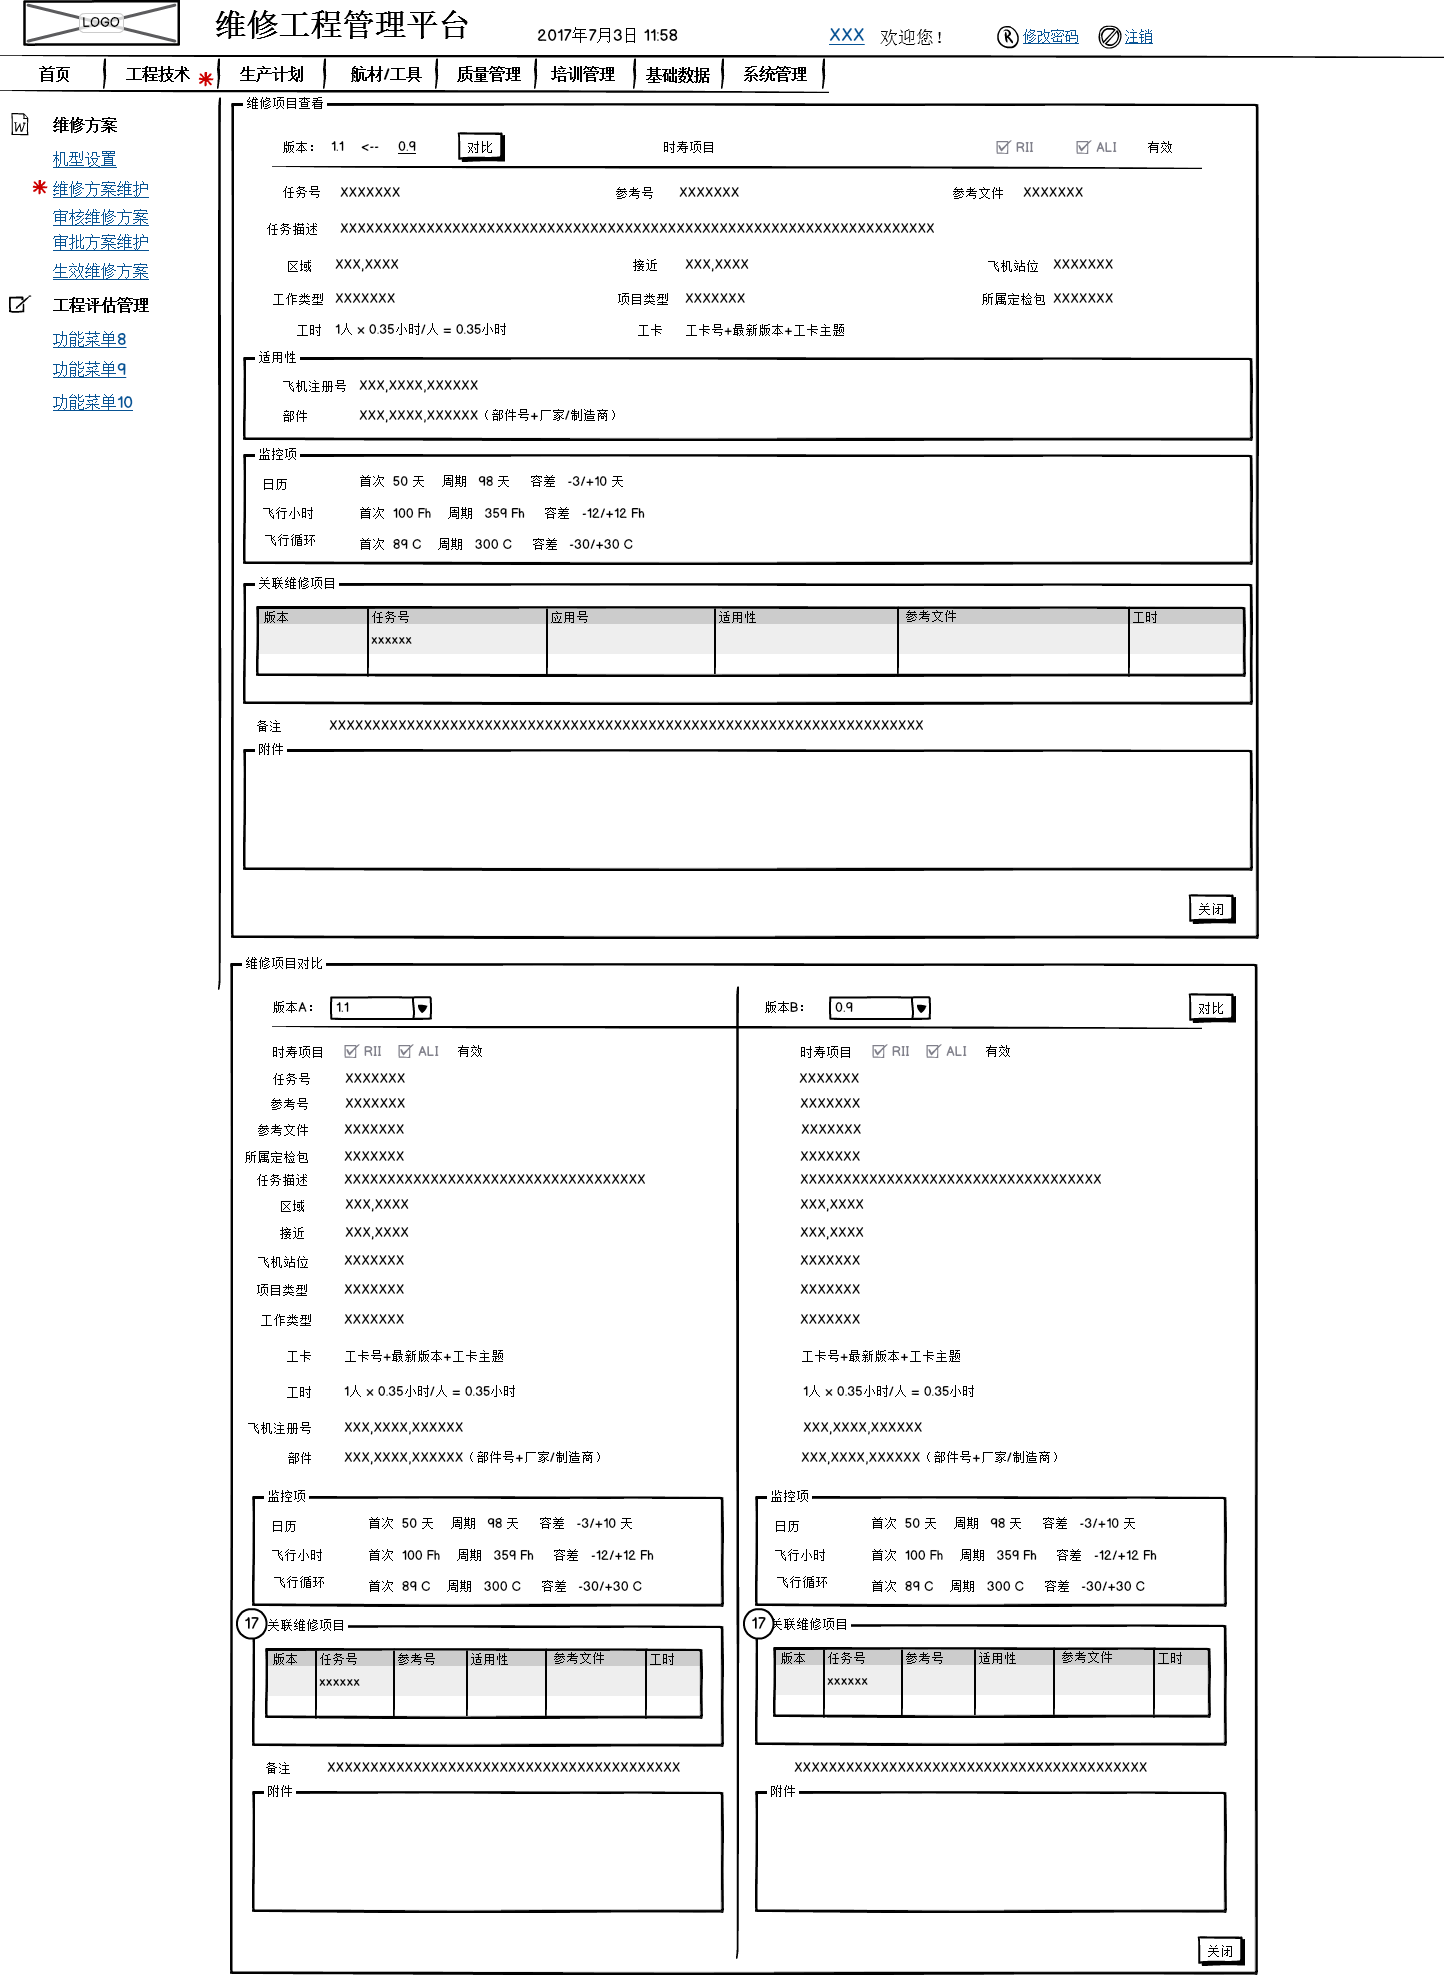 LOGO
维修工程管理平台
2017年7月3日 11:58
XXX 欢迎您！
修改密码
注销
首页 工程技术 生产计划 航材/工具 质量管理 培训管理 基础数据 系统管理
维修方案
机型设置
维修方案维护
审核维修方案
审批方案维护
生效维修方案
工程评估管理
功能菜单8
功能菜单9
功能菜单10
维修项目查看
版本： 1.1 <-- 0.9 对比 时寿项目 RII ALI 有效
任务号 XXXXXXX 参考号 XXXXXXX 参考文件 XXXXXXX
任务描述 XXXXXXXXXXXXXXXXXXXXXXXXXXXXXXXXXXXXXXXXXXXXXXXXXXXXXXXXXXXXXXXXXXXXX
区域 XXX,XXXX 接近 XXX,XXXX 飞机站位 XXXXXXX
工作类型 XXXXXXX 项目类型 XXXXXXX 所属定检包 XXXXXXX
工时 1人 x 0.35小时/人 = 0.35小时 工卡 工卡号+最新版本+工卡主题
适用性
飞机注册号 XXX,XXXX,XXXXXX
部件 XXX,XXXX,XXXXXX（部件号+厂家/制造商）
监控项
日历 首次 50 天 周期 98 天 容差 -3/+10 天
飞行小时 首次 100 Fh 周期 359 Fh 容差 -12/+12 Fh
飞行循环 首次 89 C 周期 300 C 容差 -30/+30 C
关联维修项目
版本 任务号 应用号 适用性 参考文件 工时
xxxxxx
备注 XXXXXXXXXXXXXXXXXXXXXXXXXXXXXXXXXXXXXXXXXXXXXXXXXXXXXXXXXXXXXXXXXXXXX
附件
关闭
维修项目对比
版本A： 1.1 版本B： 0.9 对比
时寿项目 RII ALI 有效 时寿项目 RII ALI 有效
任务号 XXXXXXX XXXXXXX
参考号 XXXXXXX XXXXXXX
参考文件 XXXXXXX XXXXXXX
所属定检包 XXXXXXX XXXXXXX
任务描述 XXXXXXXXXXXXXXXXXXXXXXXXXXXXXXXXXXX XXXXXXXXXXXXXXXXXXXXXXXXXXXXXXXXXXX
区域 XXX,XXXX XXX,XXXX
接近 XXX,XXXX XXX,XXXX
飞机站位 XXXXXXX XXXXXXX
项目类型 XXXXXXX XXXXXXX
工作类型 XXXXXXX XXXXXXX
工卡 工卡号+最新版本+工卡主题 工卡号+最新版本+工卡主题
工时 1人 x 0.35小时/人 = 0.35小时 1人 x 0.35小时/人 = 0.35小时
飞机注册号 XXX,XXXX,XXXXXX XXX,XXXX,XXXXXX
部件 XXX,XXXX,XXXXXX（部件号+厂家/制造商） XXX,XXXX,XXXXXX（部件号+厂家/制造商）
监控项 监控项
日历 首次 50 天 周期 98 天 容差 -3/+10 天 日历 首次 50 天 周期 98 天 容差 -3/+10 天
飞行小时 首次 100 Fh 周期 359 Fh 容差 -12/+12 Fh 飞行小时 首次 100 Fh 周期 359 Fh 容差 -12/+12 Fh
飞行循环 首次 89 C 周期 300 C 容差 -30/+30 C 飞行循环 首次 89 C 周期 300 C 容差 -30/+30 C
17 关联维修项目 17 关联维修项目
版本 任务号 参考号 适用性 参考文件 工时 版本 任务号 参考号 适用性 参考文件 工时
xxxxxx xxxxxx
备注 XXXXXXXXXXXXXXXXXXXXXXXXXXXXXXXXXXXXXXXXX XXXXXXXXXXXXXXXXXXXXXXXXXXXXXXXXXXXXXXXXX
附件 附件
关闭